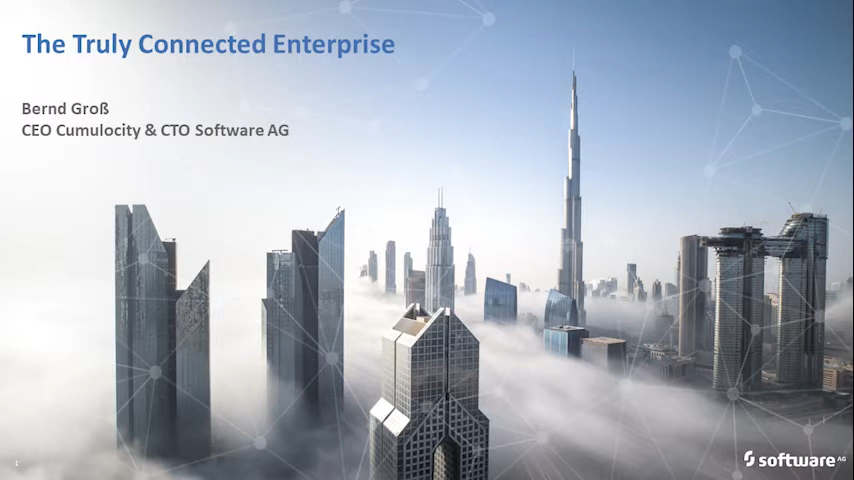 The Truly Connected Enterprise
Bernd Groß
CEO Cumulocity & CTO Software AG
1
software AG